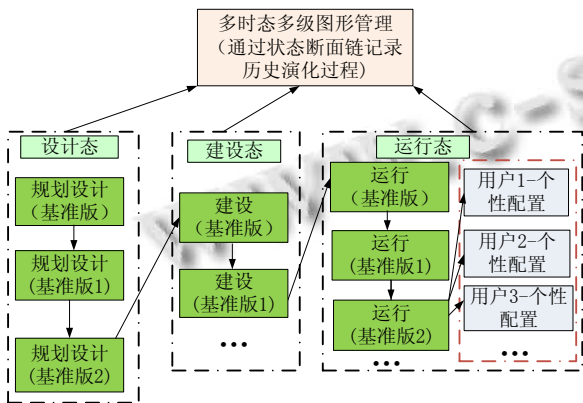 多时态多级图形管理
（通过状态断面链记录
历史演化过程)
设计态
规划设计
(基准版)
规划设计
(基准版1)
规划设计
(基准版2)
建设态
建设
(基准版)
建设
(基准版1)
•••
运行态
运行
(基准版)
运行
(基准版1)
运行
(基准版2)
•••
用户1-个
性配置
用户2-个
性配置
用户3-个
性配置
•••